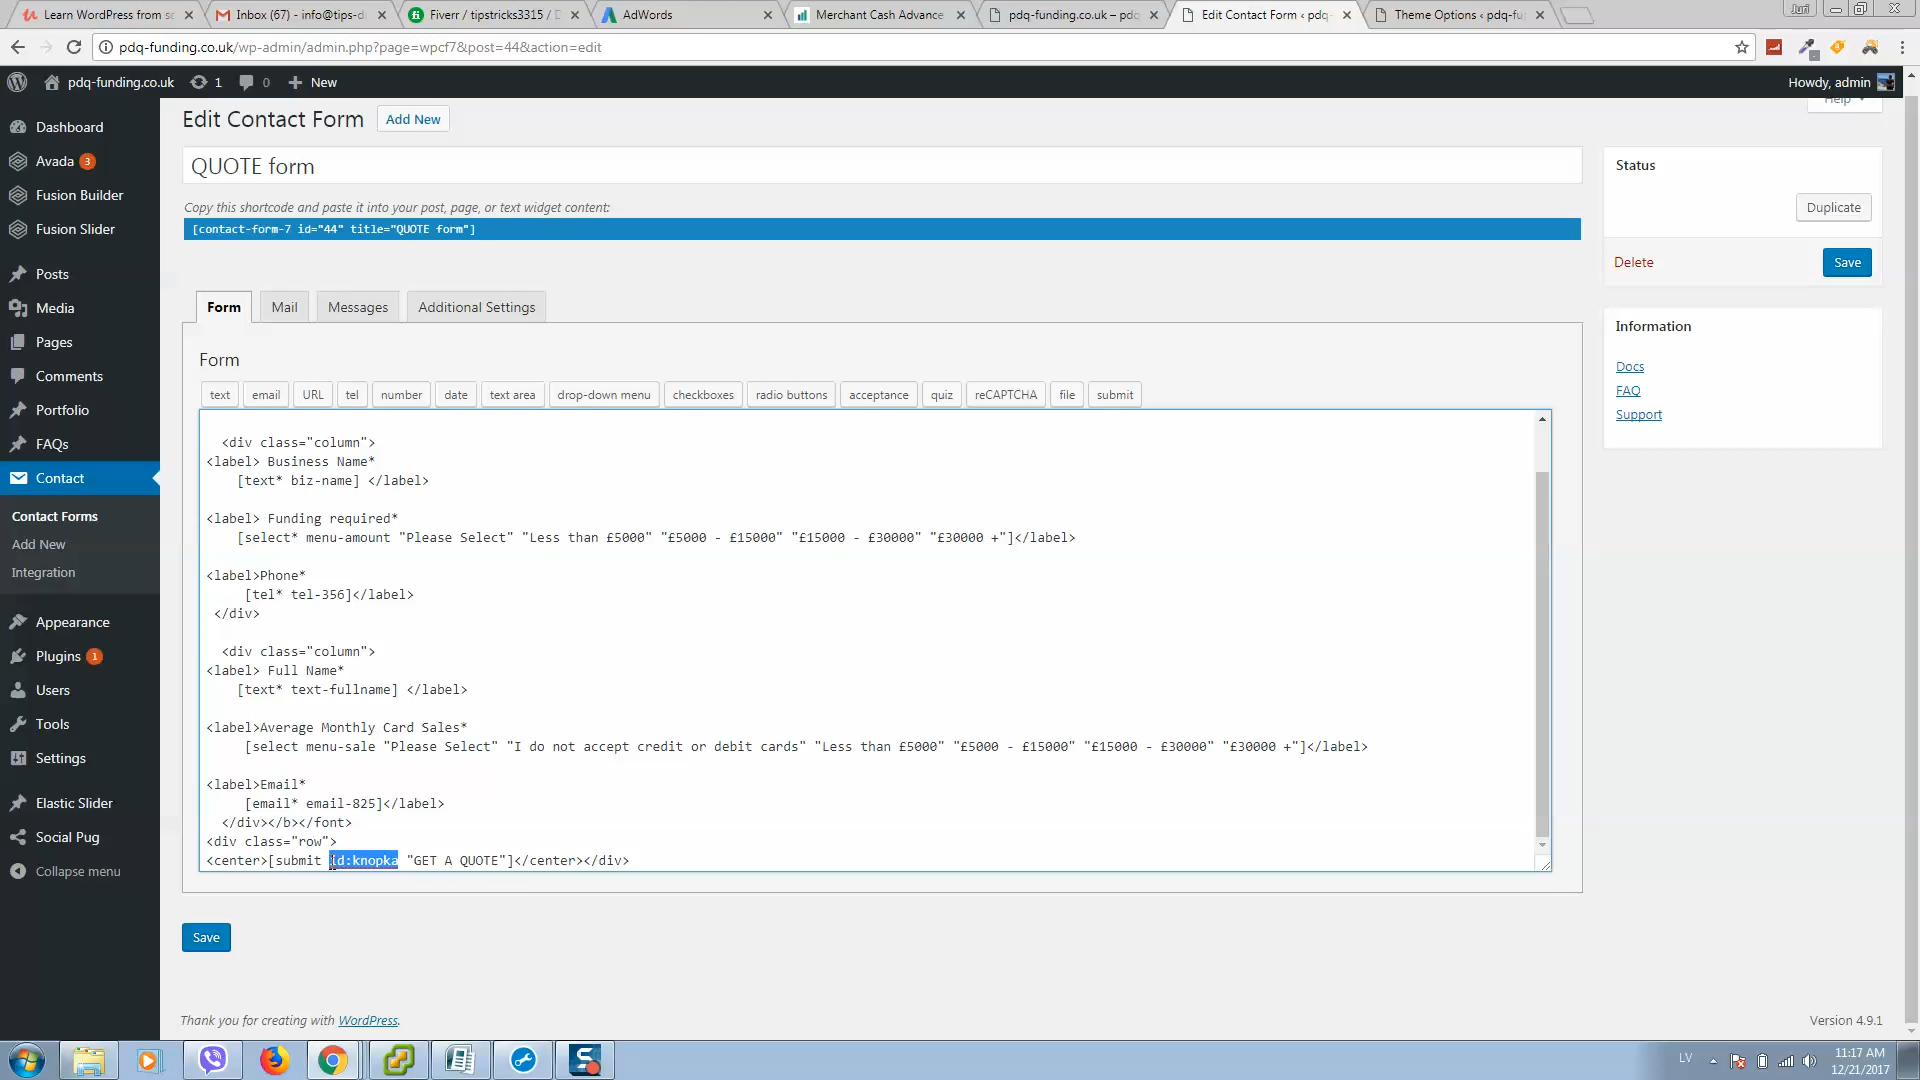 Learn WordPress from se
Inbox (67) - info@tips-d
Fiverr / tipstricks3315 /
AdWords
Merchant Cash Advance
pdq-funding.co.uk – pdq
Edit Contact Form ‹ pdq-
Theme Options ‹ pdq-fu
Juri
pdq-funding.co.uk/wp-admin/admin.php?page=wpcf7&post=44&action=edit
pdq-funding.co.uk
1
0
New
Howdy, admin
Help
Dashboard
Avada 3
Fusion Builder
Fusion Slider
Posts
Media
Pages
Comments
Portfolio
FAQs
Contact
Contact Forms
Add New
Integration
Appearance
Plugins 1
Users
Tools
Settings
Elastic Slider
Social Pug
Collapse menu
Edit Contact Form
Add New
QUOTE form
Copy this shortcode and paste it into your post, page, or text widget content:
[contact-form-7 id="44" title="QUOTE form"]
Form
Mail
Messages
Additional Settings
Form
text
email
URL
tel
number
date
text area
drop-down menu
checkboxes
radio buttons
acceptance
quiz
reCAPTCHA
file
submit
<div class="column">
<label> Business Name*
[text* biz-name] </label>
<label> Funding required*
[select* menu-amount "Please Select" "Less than £5000" "£5000 - £15000" "£15000 - £30000" "£30000 +"]</label>
<label>Phone*
[tel* tel-356]</label>
</div>
<div class="column">
<label> Full Name*
[text* text-fullname] </label>
<label>Average Monthly Card Sales*
[select menu-sale "Please Select" "I do not accept credit or debit cards" "Less than £5000" "£5000 - £15000" "£15000 - £30000" "£30000 +"]</label>
<label>Email*
[email* email-825]</label>
</div></b></font>
<div class="row">
<center>[submit id:knopka "GET A QUOTE"]</center></div>
Save
Status
Duplicate
Delete
Save
Information
Docs
FAQ
Support
Thank you for creating with WordPress.
Version 4.9.1
LV
11:17 AM
12/21/2017